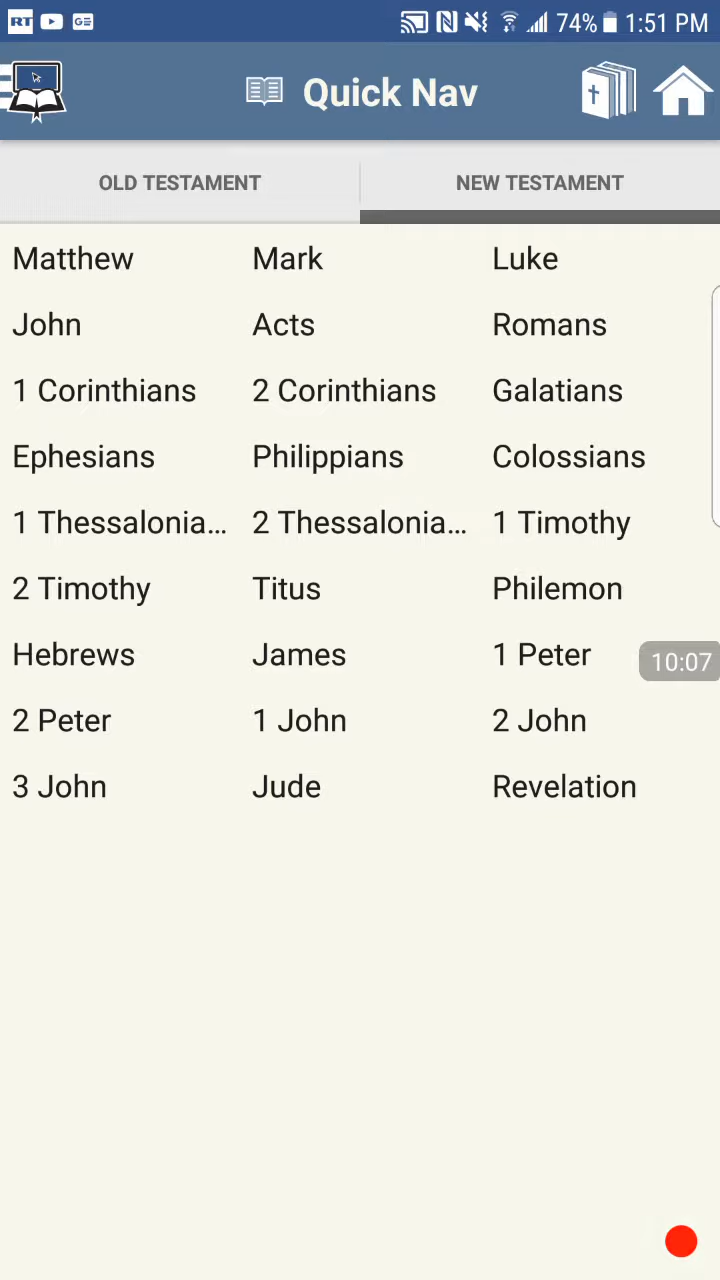 RT GE 74% 1:51 PM
Quick Nav
OLD TESTAMENT NEW TESTAMENT
Matthew Mark Luke
John Acts Romans
1 Corinthians 2 Corinthians Galatians
Ephesians Philippians Colossians
1 Thessalonia... 2 Thessalonia... 1 Timothy
2 Timothy Titus Philemon
Hebrews James 1 Peter
10:07
2 Peter 1 John 2 John
3 John Jude Revelation